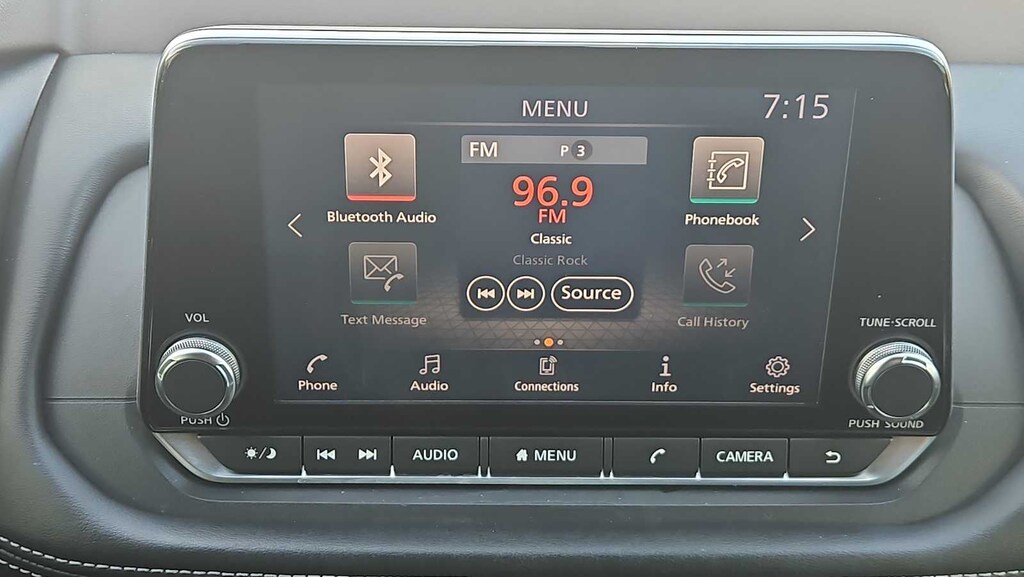 MENU
7:15
FM P 3
96.9
FM
Classic
Classic Rock
Source
Bluetooth Audio
Phonebook
Text Message
Call History
VOL
PUSH
TUNE·SCROLL
PUSH SOUND
Phone
Audio
Connections
Info
Settings
AUDIO
MENU
CAMERA